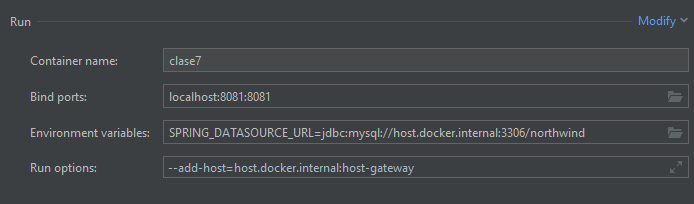 Run Modify
Container name: clase7
Bind ports: localhost:8081:8081
Environment variables: SPRING_DATASOURCE_URL=jdbc:mysql://host.docker.internal:3306/northwind
Run options: --add-host=host.docker.internal:host-gateway